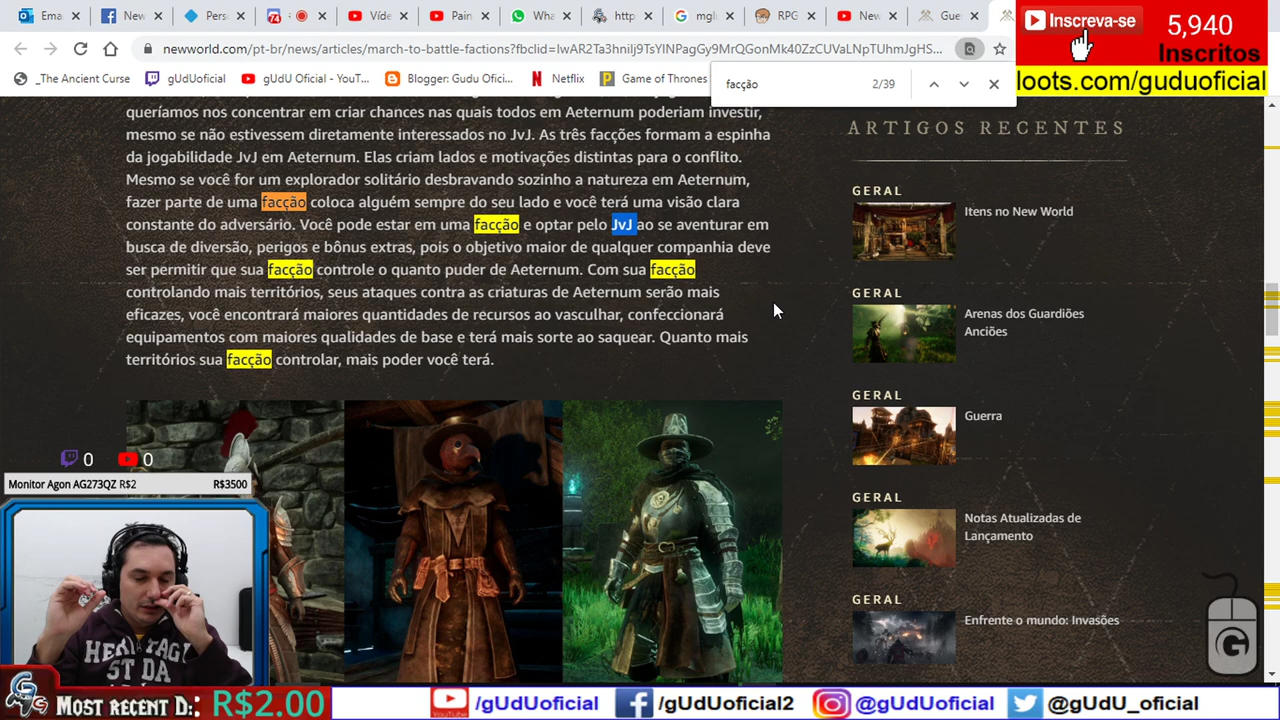 Ema
New
Pers
74
Víde
Pain
Wha
http
mgli
RPG
New
Gue
newworld.com/pt-br/news/articles/march-to-battle-factions?fbclid=IwAR2Ta3hniIj9TsYINPagGy9MrQGonMk40ZzCUVaLNpTUhmJgHS...
_The Ancient Curse
gUdUoficial
gUdU Oficial - YouT...
Blogger: Gudu Ofici...
Netflix
Game of Thrones
facção
2/39
Inscreva-se
5,940
Inscritos
loots.com/guduoficial
queríamos nos concentrar em criar chances nas quais todos em Aeternum poderiam investir,
mesmo se não estivessem diretamente interessados no JvJ. As três facções formam a espinha
da jogabilidade JvJ em Aeternum. Elas criam lados e motivações distintas para o conflito.
Mesmo se você for um explorador solitário desbravando sozinho a natureza em Aeternum,
fazer parte de uma facção coloca alguém sempre do seu lado e você terá uma visão clara
constante do adversário. Você pode estar em uma facção e optar pelo JvJ ao se aventurar em
busca de diversão, perigos e bônus extras, pois o objetivo maior de qualquer companhia deve
ser permitir que sua facção controle o quanto puder de Aeternum. Com sua facção
controlando mais territórios, seus ataques contra as criaturas de Aeternum serão mais
eficazes, você encontrará maiores quantidades de recursos ao vasculhar, confeccionará
equipamentos com maiores qualidades de base e terá mais sorte ao saquear. Quanto mais
territórios sua facção controlar, mais poder você terá.
ARTIGOS RECENTES
GERAL
Itens no New World
GERAL
Arenas dos Guardiões
Anciões
GERAL
Guerra
GERAL
Notas Atualizadas de
Lançamento
GERAL
Enfrente o mundo: Invasões
0
0
Monitor Agon AG273QZ R$2
R$3500
HERITAGE
ST DA
G
MOST RECENT D.:
R$2.00
/gUdUoficial
/gUdUoficial2
@gUdUoficial
@gUdU_oficial